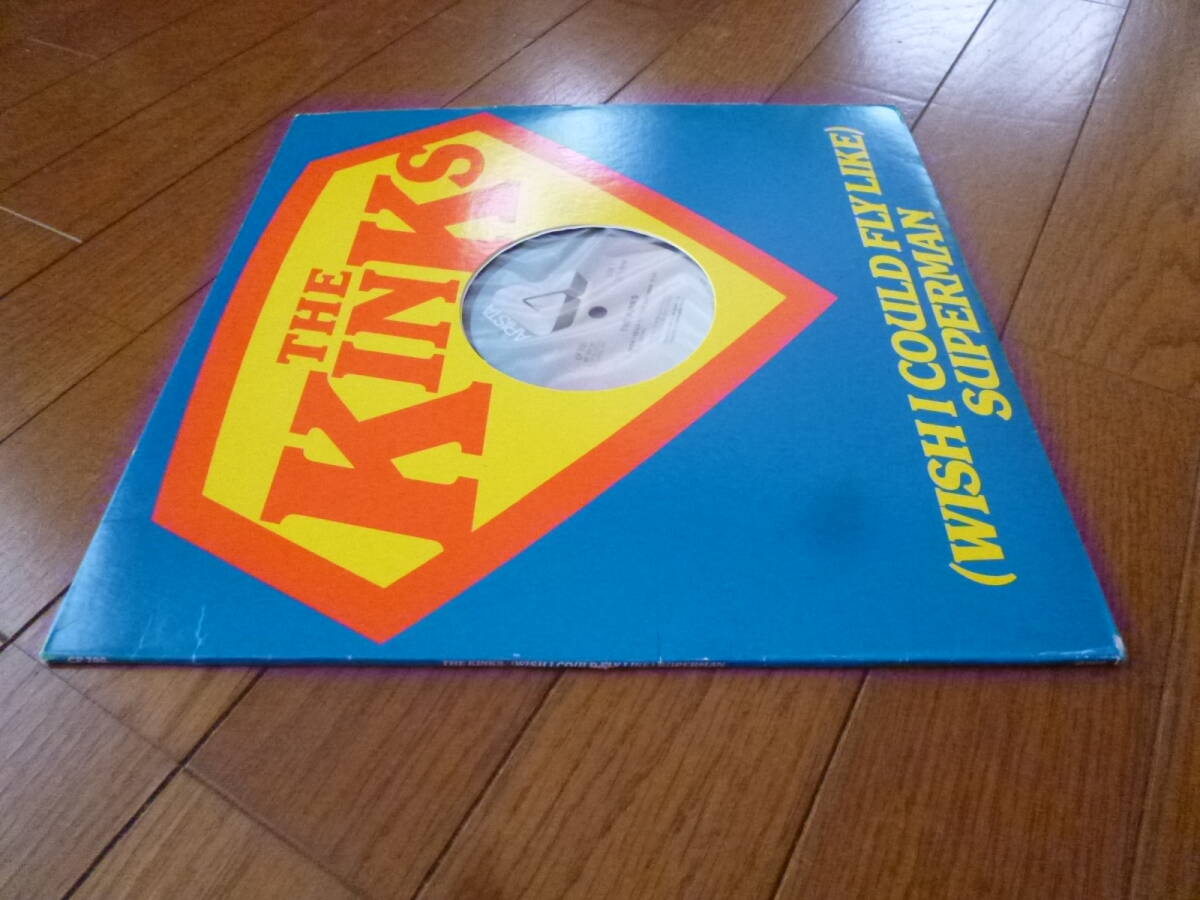 THE
KINKS
(WISH I COULD FLY LIKE)
SUPERMAN
ARISTA
THE KINKS (WISH I COULD FLY LIKE) SUPERMAN